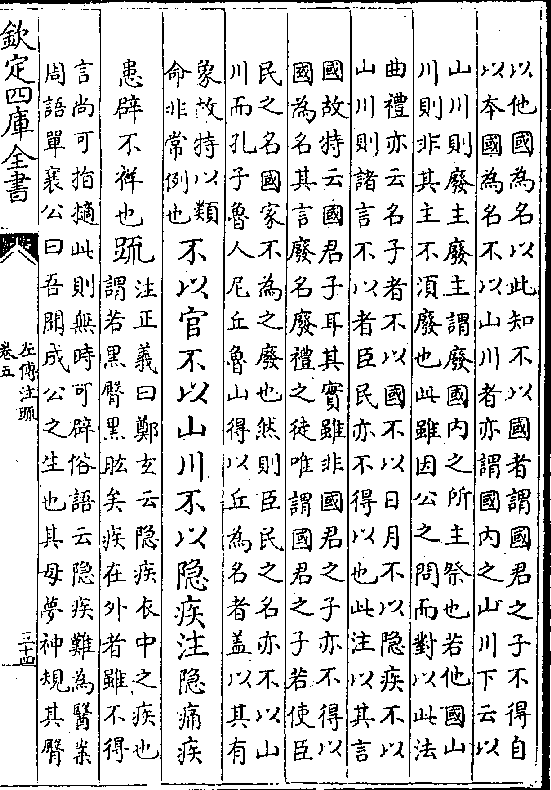 以他國為名以此知不以國者謂國君之子不得自
以本國為名不以山川者亦謂國内之山川下云以
山川則廢主廢主謂廢國内之所主祭也若他國山
川則非其主不須廢也此雖因公之問而對以此法
曲禮亦云名子者不以國不以日月不以隐疾不以
山川則諸言不以者臣民亦不得以也此注以其言
國故特云國君子耳其實雖非國君之子亦不得以
國為名其言廢名廢禮之徒唯謂國君之子若使臣
民之名國家不為之廢也然則臣民之名亦不以山
川而孔子魯人尼丘魯山得以丘為名者盖以其有
象故特以類
命非常例也
不以官不以山川不以隐疾注隐痛疾
患辟不祥也
疏
注正義曰鄭玄云隐疾衣中之疾也
謂若黒臀黒肱矣疾在外者雖不得
言尚可指摘此則無時可辟俗語云隐疾難為醫案
周語單襄公曰吾聞成公之生也其母夢神規其臀
欽定四庫全書
左傳注疏
卷五
三十四